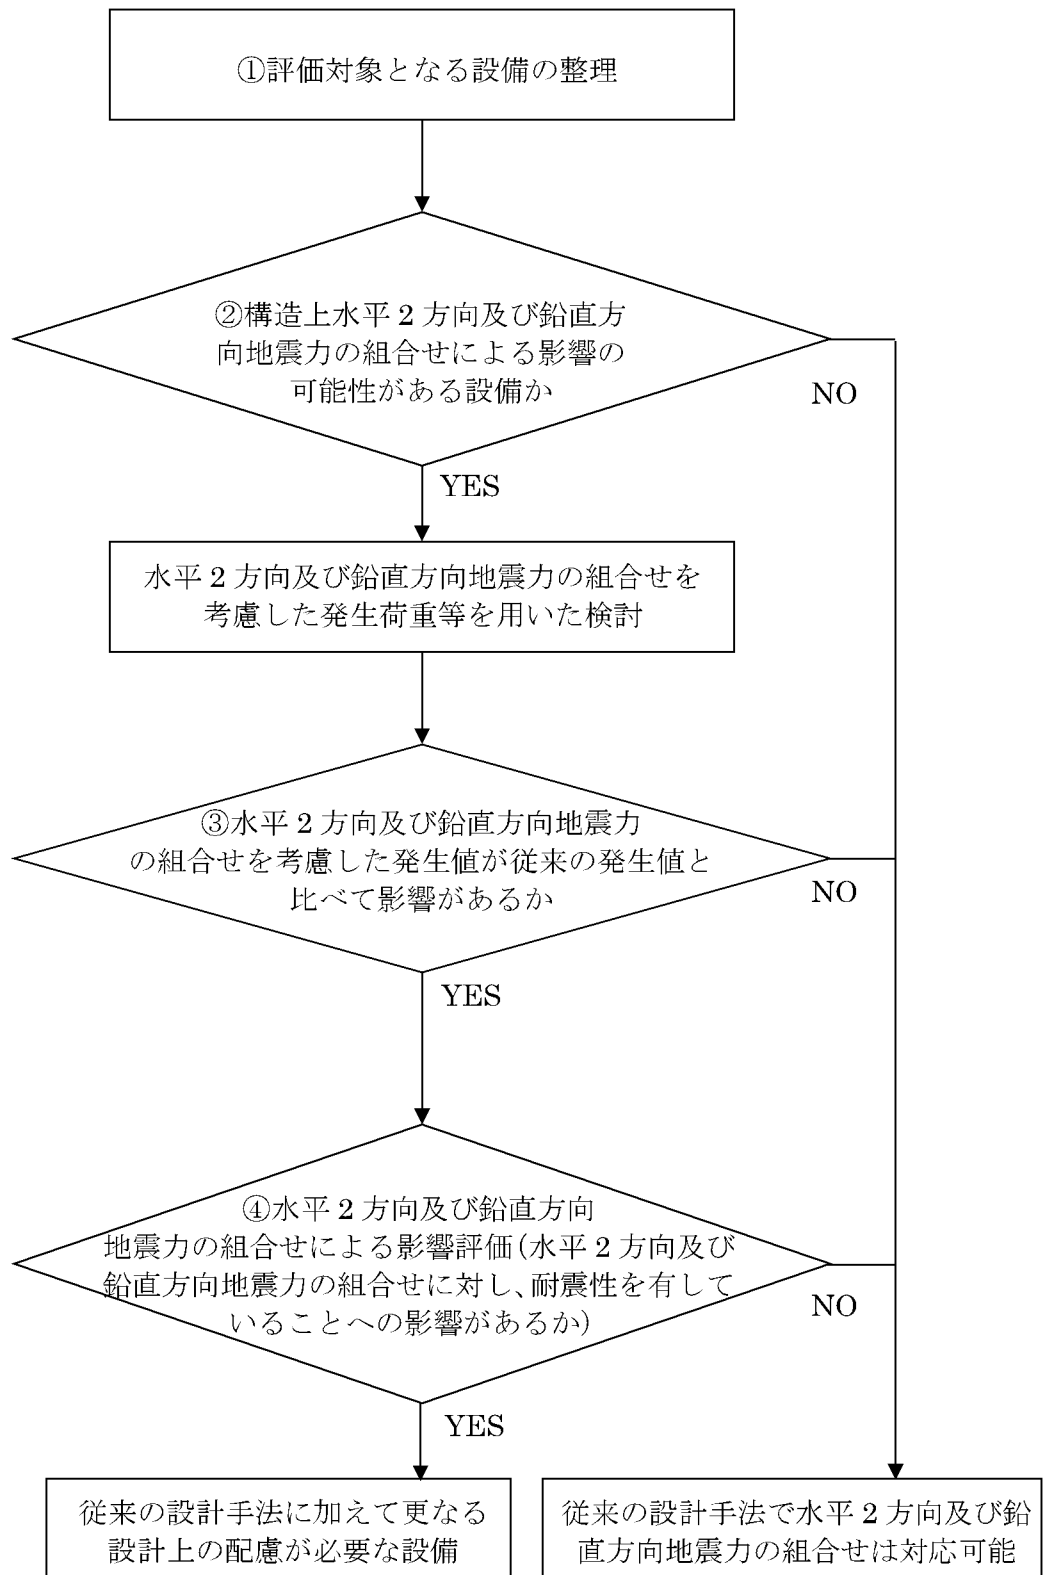 ①評価対象となる設備の整理
②構造上水平 2 方向及び鉛直方
向地震力の組合せによる影響の
可能性がある設備か
NO
YES
水平 2 方向及び鉛直方向地震力の組合せを
考慮した発生荷重等を用いた検討
③水平 2 方向及び鉛直方向地震力
の組合せを考慮した発生値が従来の発生値と
比べて影響があるか
NO
YES
④水平 2 方向及び鉛直方向
地震力の組合せによる影響評価(水平 2 方向及び
鉛直方向地震力の組合せに対し、耐震性を有して
いることへの影響があるか)
NO
YES
従来の設計手法に加えて更なる
設計上の配慮が必要な設備
従来の設計手法で水平 2 方向及び鉛
直方向地震力の組合せは対応可能